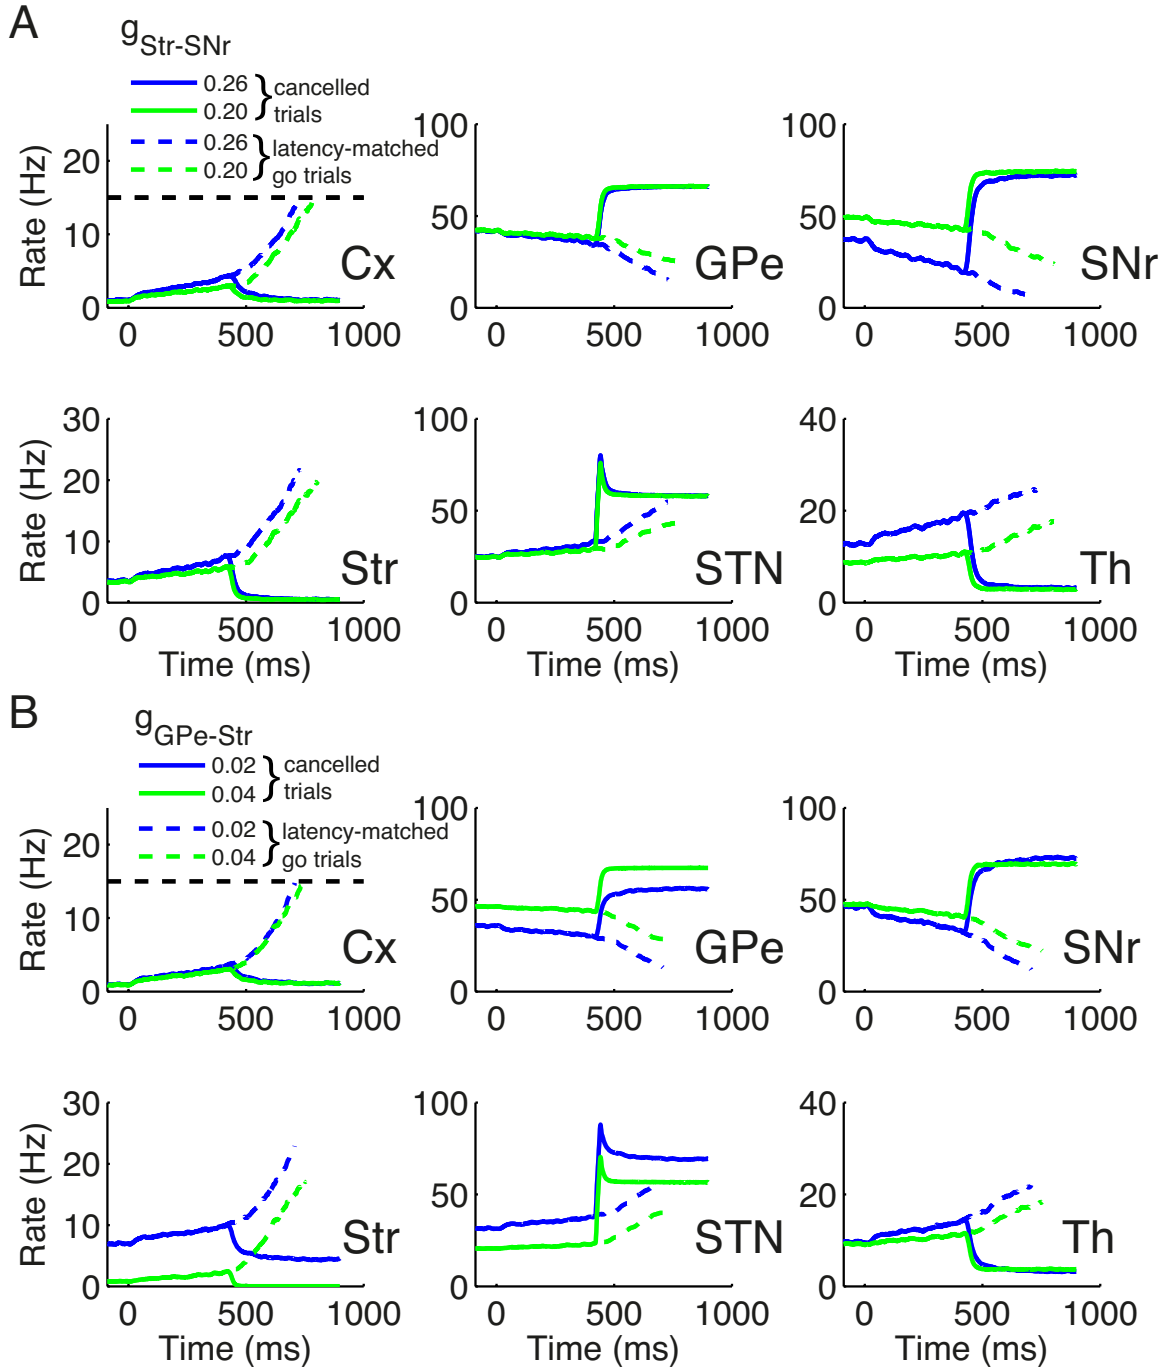 A
gStr-SNr
0.26
0.20
} cancelled
trials
0.26
0.20
} latency-matched
go trials
Rate (Hz)
20
10
0
0 500 1000
Cx
100
50
0
0 500 1000
GPe
100
50
0
0 500 1000
SNr
Rate (Hz)
30
20
10
0
0 500 1000
Time (ms)
Str
100
50
0
0 500 1000
Time (ms)
STN
40
20
0
0 500 1000
Time (ms)
Th
B
gGPe-Str
0.02
0.04
} cancelled
trials
0.02
0.04
} latency-matched
go trials
Rate (Hz)
20
10
0
0 500 1000
Cx
100
50
0
0 500 1000
GPe
100
50
0
0 500 1000
SNr
Rate (Hz)
30
20
10
0
0 500 1000
Time (ms)
Str
100
50
0
0 500 1000
Time (ms)
STN
40
20
0
0 500 1000
Time (ms)
Th